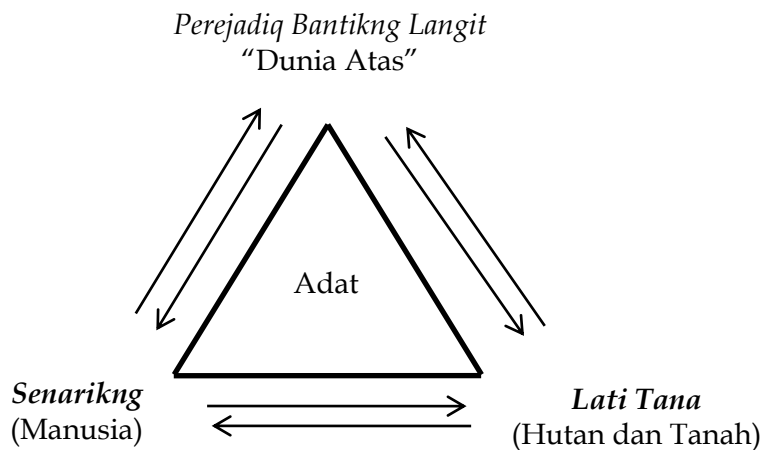 Perejadiq Bantikng Langit
“Dunia Atas”
Adat
Senarikng
(Manusia)
Lati Tana
(Hutan dan Tanah)